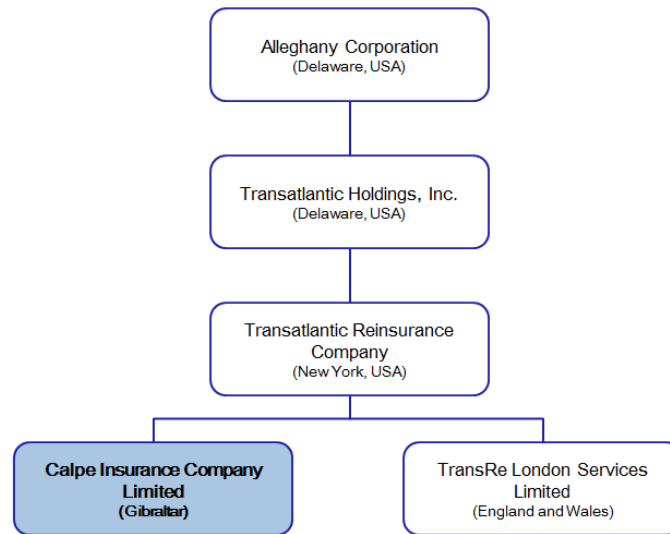 Alleghany Corporation
(Delaware, USA)
Transatlantic Holdings, Inc.
(Delaware, USA)
Transatlantic Reinsurance
Company
(New York, USA)
Calpe Insurance Company
Limited
(Gibraltar)
TransRe London Services
Limited
(England and Wales)